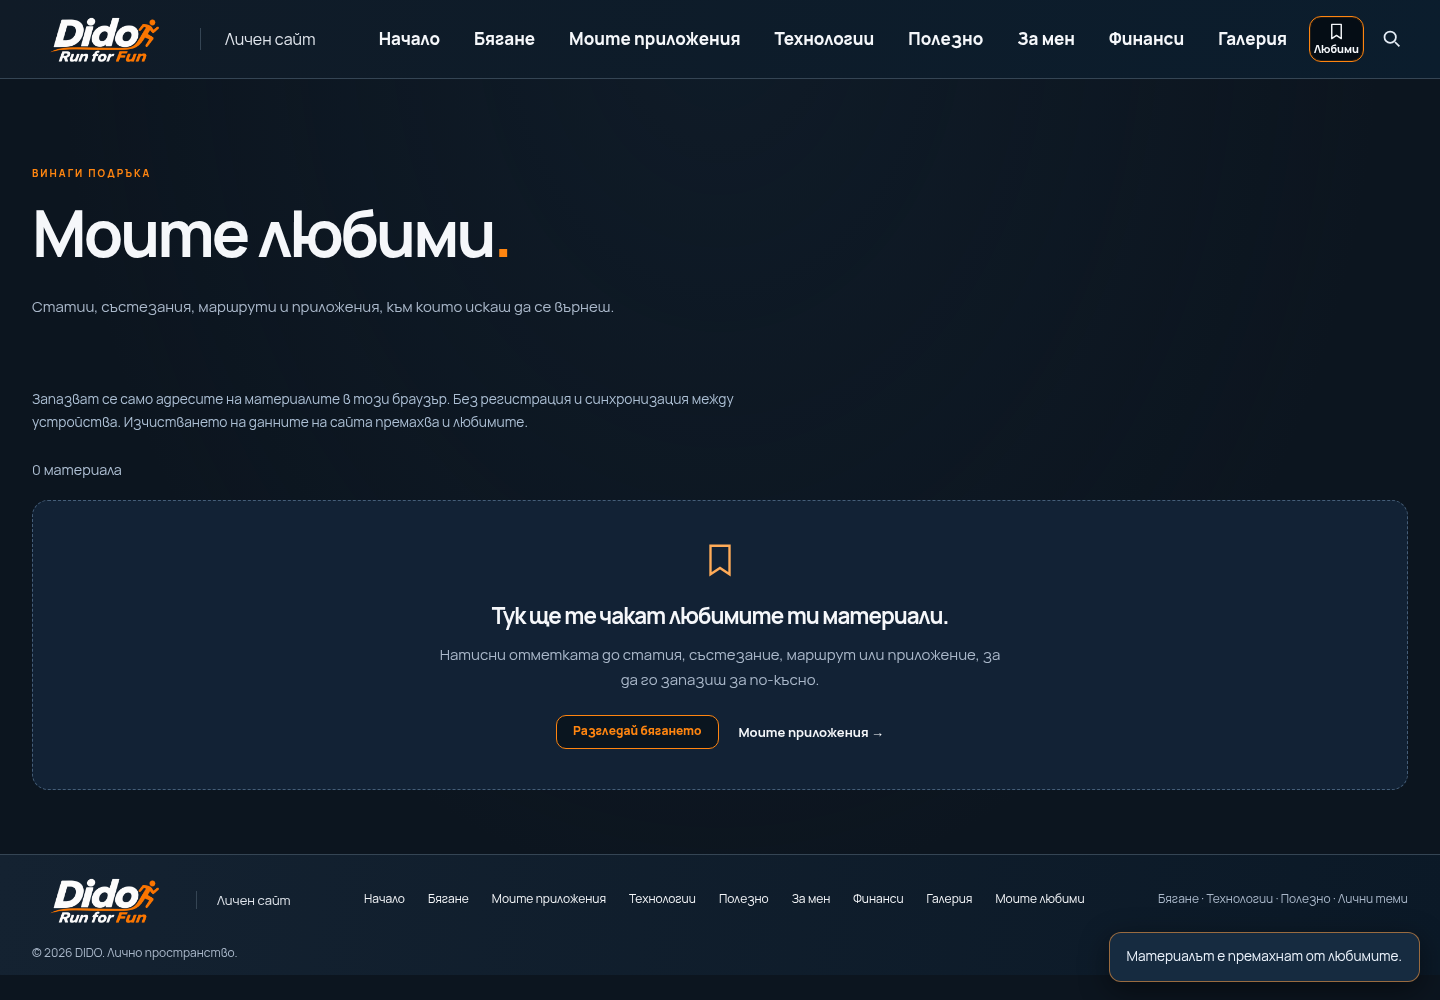 Dido
Run for Fun
Личен сайт
Начало
Бягане
Моите приложения
Технологии
Полезно
За мен
Финанси
Галерия
Любими
ВИНАГИ ПОДРЪКА
Моите любими.
Статии, състезания, маршрути и приложения, към които искаш да се върнеш.
Запазват се само адресите на материалите в този браузър. Без регистрация и синхронизация между
устройства. Изчистването на данните на сайта премахва и любимите.
0 материала
Тук ще те чакат любимите ти материали.
Натисни отметката до статия, състезание, маршрут или приложение, за
да го запазиш за по-късно.
Разгледай бягането
Моите приложения →
Dido
Run for Fun
Личен сайт
Начало
Бягане
Моите приложения
Технологии
Полезно
За мен
Финанси
Галерия
Моите любими
Бягане · Технологии · Полезно · Лични теми
© 2026 DIDO. Лично пространство.
Материалът е премахнат от любимите.